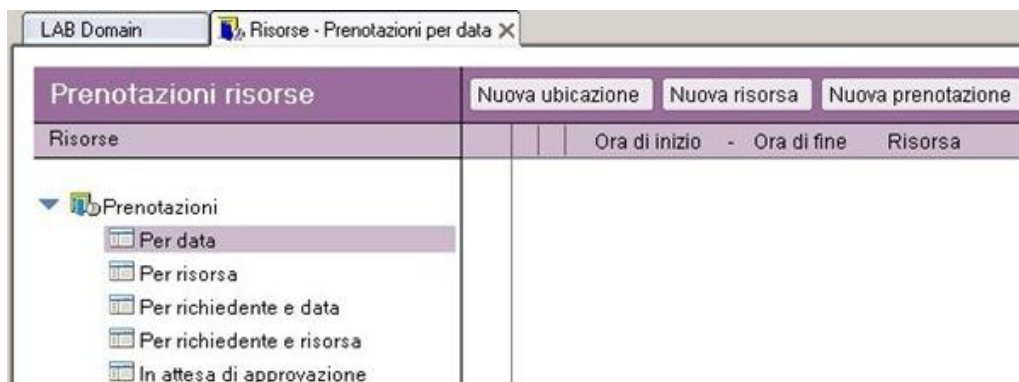 LAB Domain
Risorse - Prenotazioni per data
Prenotazioni risorse
Nuova ubicazione
Nuova risorsa
Nuova prenotazione
Risorse
Ora di inizio - Ora di fine Risorsa
Prenotazioni
Per data
Per risorsa
Per richiedente e data
Per richiedente e risorsa
In attesa di approvazione